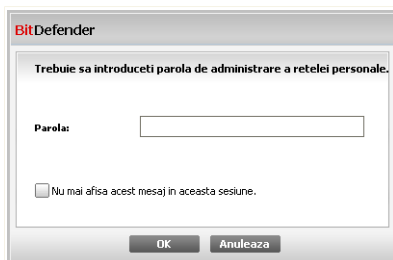 BitDefender
Trebuie sa introduceti parola de administrare a retelei personale.
Parola:
Nu mai afisa acest mesaj in aceasta sesiune.
OK Anuleaza